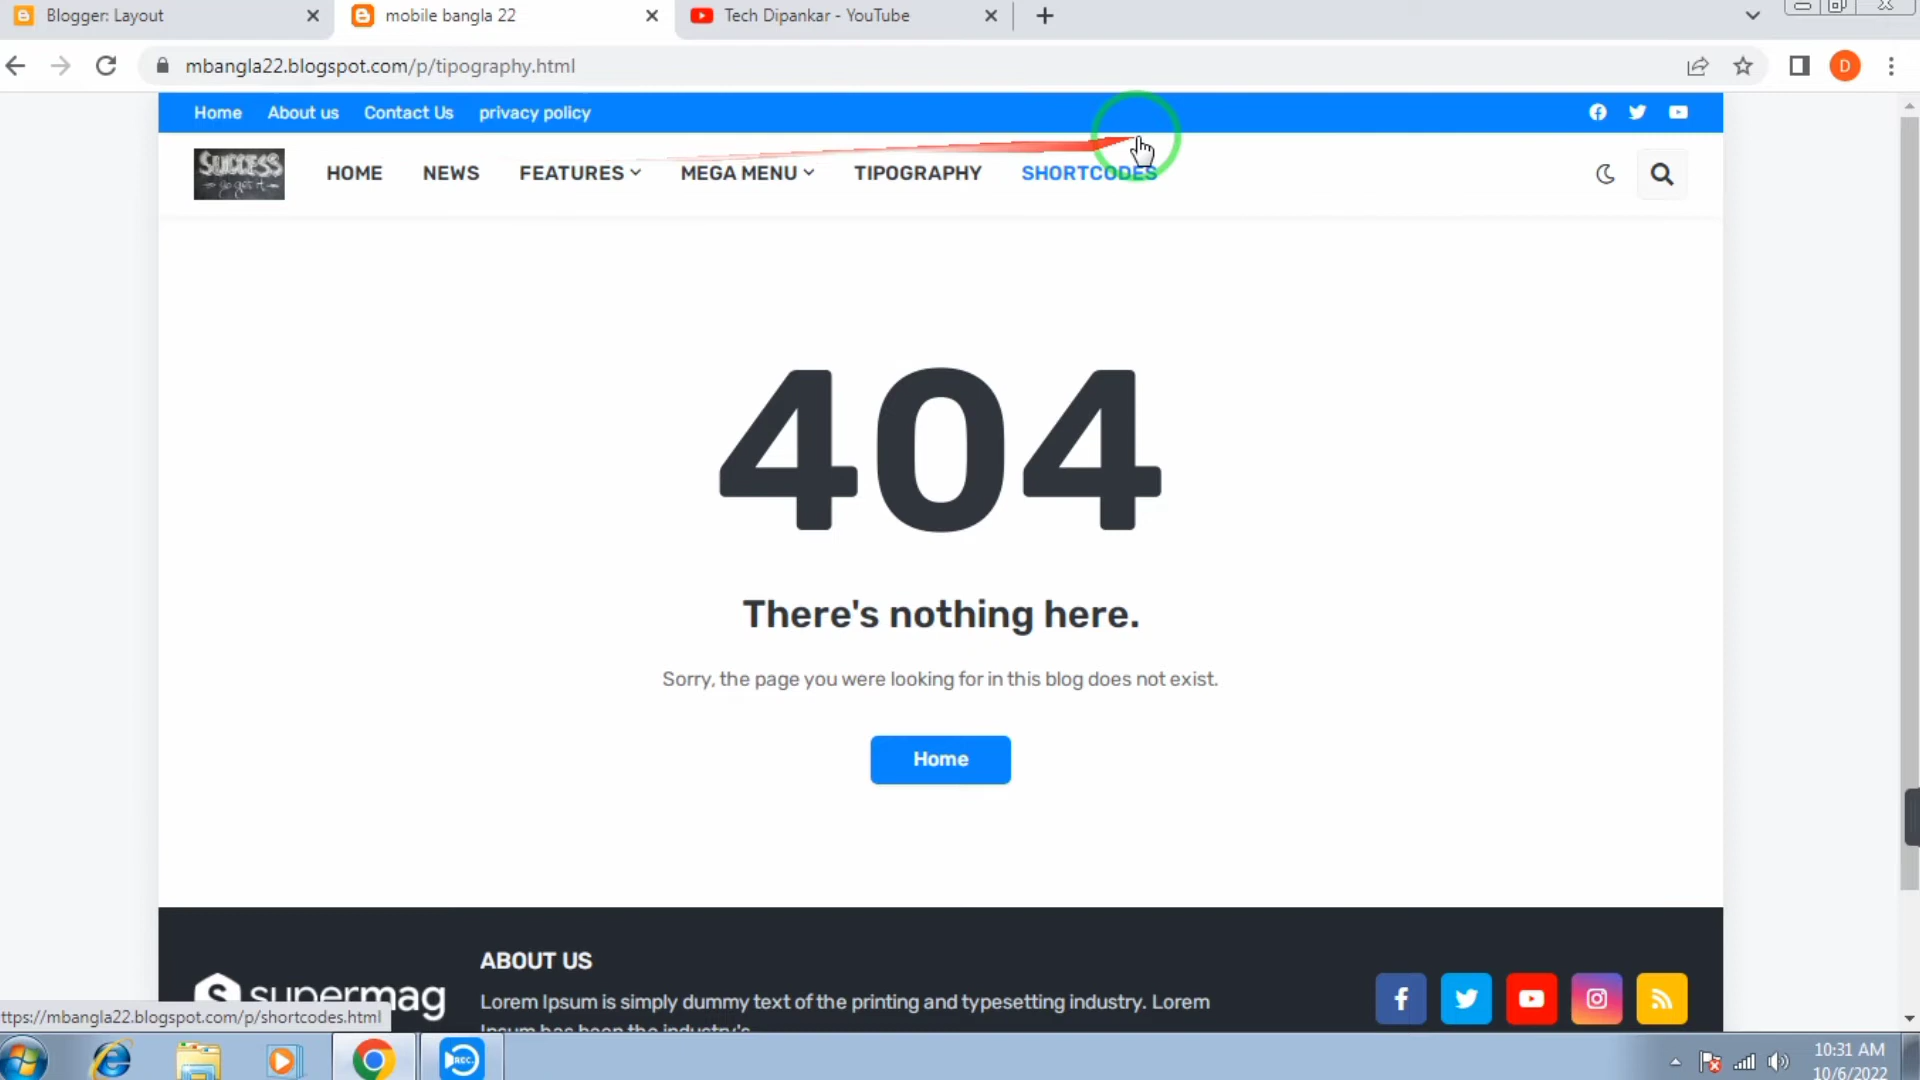 Blogger: Layout
mobile bangla 22
Tech Dipankar - YouTube
mbangla22.blogspot.com/p/tipography.html
D
Home
About us
Contact Us
privacy policy
SUCCESS
go get it
HOME
NEWS
FEATURES
MEGA MENU
TIPOGRAPHY
SHORTCODES
404
There's nothing here.
Sorry, the page you were looking for in this blog does not exist.
Home
supermag
ABOUT US
Lorem Ipsum is simply dummy text of the printing and typesetting industry. Lorem
Ipsum has been the industry's
ttps://mbangla22.blogspot.com/p/shortcodes.html
REC
10:31 AM
10/6/2022